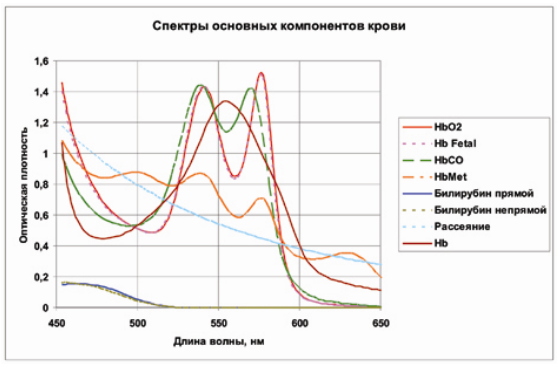 Спектры основных компонентов крови
Оптическая плотность
1,6
1,4
1,2
1
0,8
0,6
0,4
0,2
0
450
500
550
600
650
Длина волны, нм
HbO2
Hb Fetal
HbCO
HbMet
Билирубин прямой
Билирубин непрямой
Рассеяние
Hb